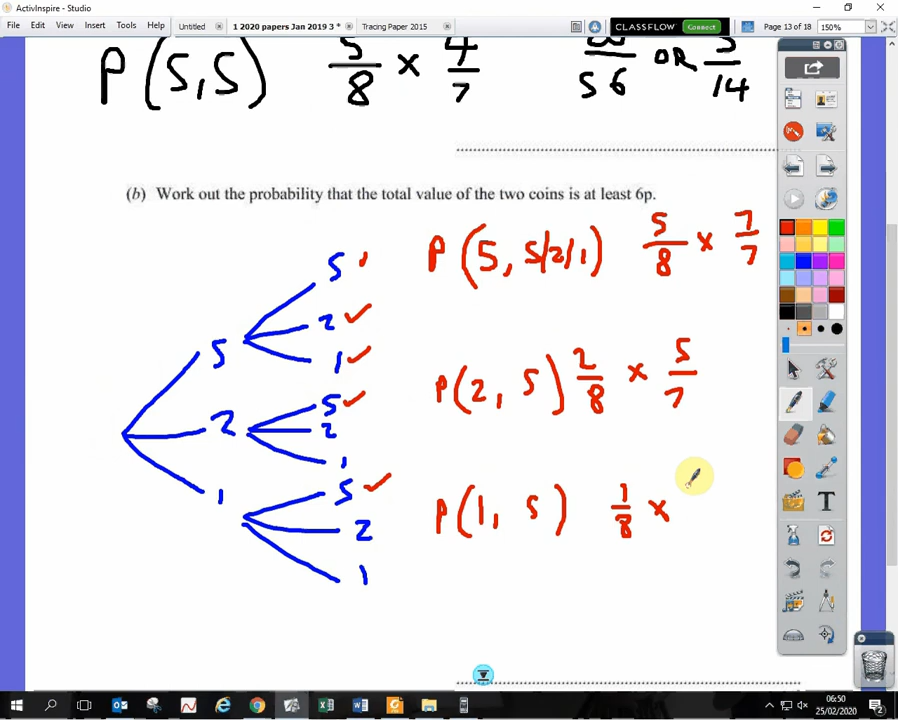 ActivInspire - Studio
File Edit View Insert Tools Help
Untitled
1 2020 papers Jan 2019 3 *
Tracing Paper 2015
CLASSFLOW Connect
Page 13 of 18
150%
P(5,5) 5/8 × 4/7 20/56 OR 5/14
(b) Work out the probability that the total value of the two coins is at least 6p.
P(5, 5/2/1) 5/8 × 7/7
5 ✓
2 ✓
5
1 ✓
P(2, 5) 2/8 × 5/7
5 ✓
2
2
1
1
5 ✓
P(1, 5) 1/8 ×
2
1
T
06:50
25/02/2020
2